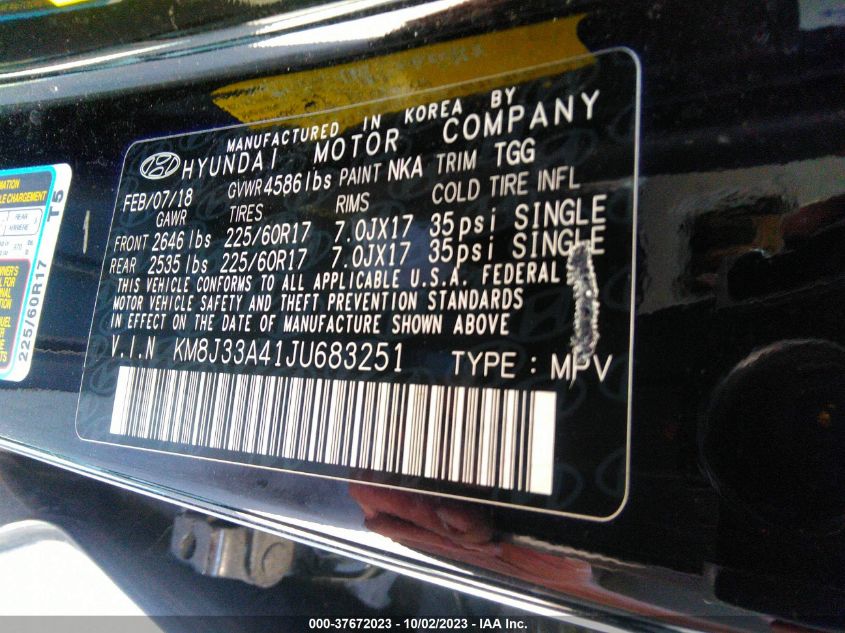 MANUFACTURED IN KOREA BY
HYUNDAI MOTOR COMPANY
FEB/07/18 GVWR 4586 lbs PAINT NKA TRIM TGG
GAWR TIRES RIMS COLD TIRE INFL
FRONT 2646 lbs 225/60R17 7.0JX17 35psi SINGLE
REAR 2535 lbs 225/60R17 7.0JX17 35psi SINGLE
THIS VEHICLE CONFORMS TO ALL APPLICABLE U.S.A. FEDERAL
MOTOR VEHICLE SAFETY AND THEFT PREVENTION STANDARDS
IN EFFECT ON THE DATE OF MANUFACTURE SHOWN ABOVE
V.I.N KM8J33A41JU683251 TYPE : MPV
T5
225/60R17
REAR
000-37672023 - 10/02/2023 - IAA Inc.